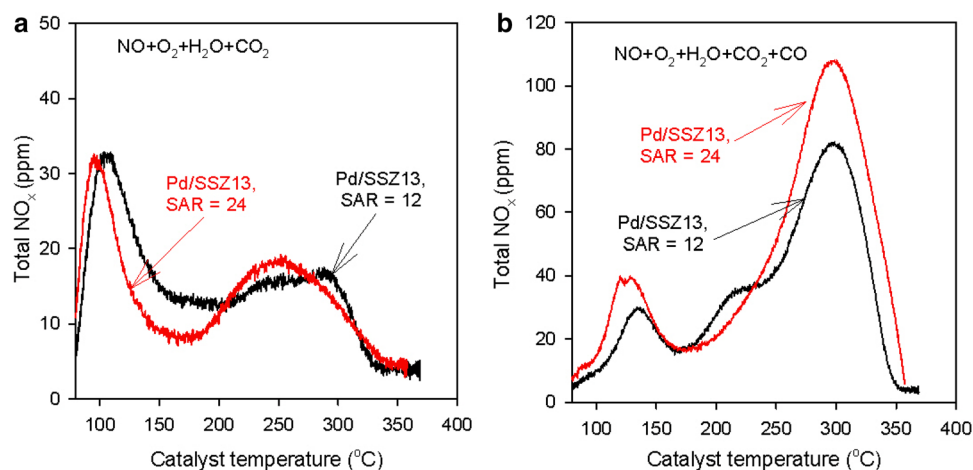 a
NO+O₂+H₂O+CO₂
Total NOₓ (ppm)
50
40
30
20
10
0
Pd/SSZ13,
SAR = 24
Pd/SSZ13,
SAR = 12
100 150 200 250 300 350 400
Catalyst temperature (⁰C)
b
NO+O₂+H₂O+CO₂+CO
Total NOₓ (ppm)
120
100
80
60
40
20
0
Pd/SSZ13,
SAR = 24
Pd/SSZ13,
SAR = 12
100 150 200 250 300 350 400
Catalyst temperature (⁰C)